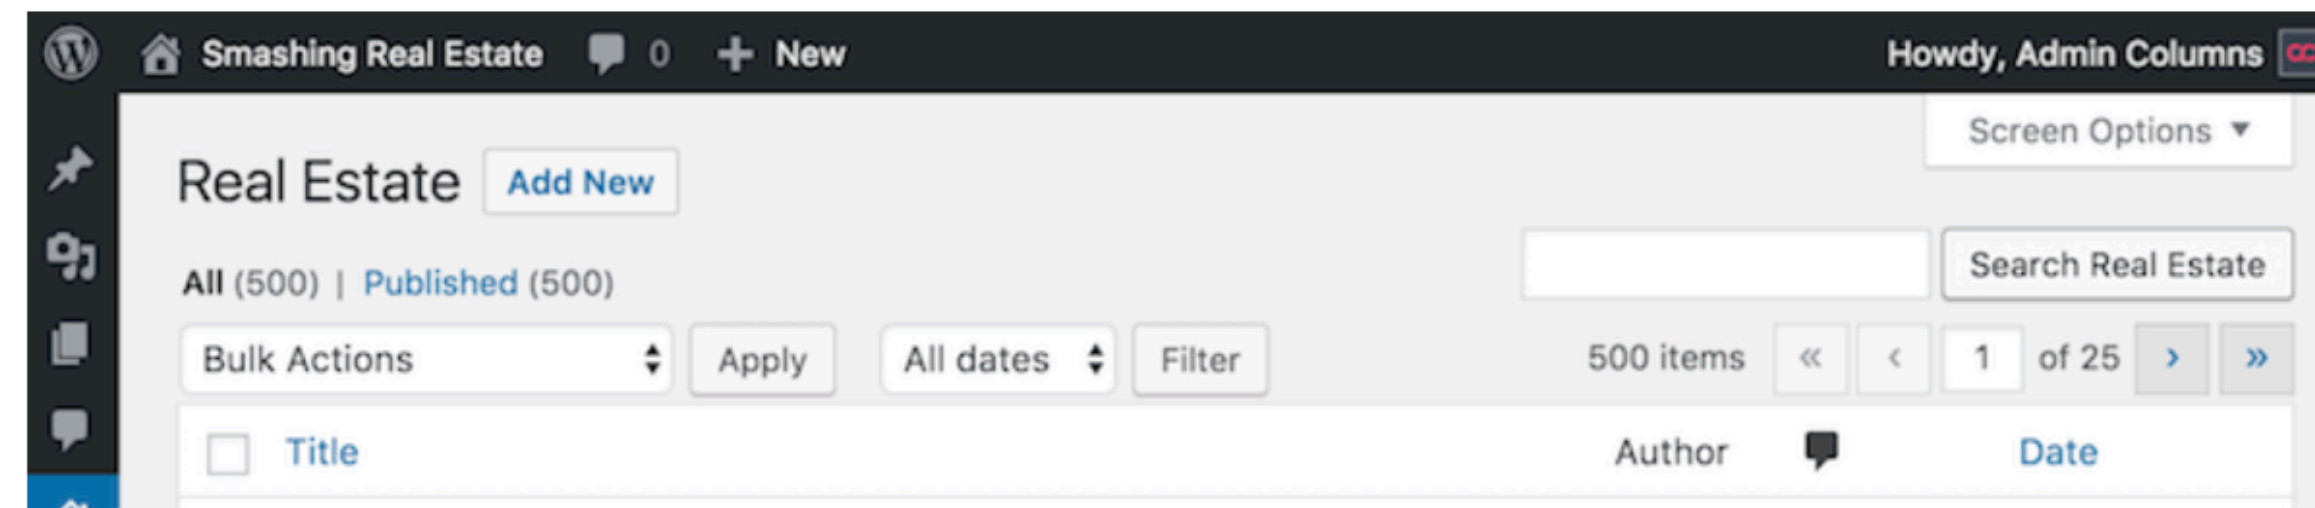 Smashing Real Estate 0 + New Howdy, Admin Columns
Screen Options ▼
Real Estate Add New
Search Real Estate
All (500) | Published (500)
Bulk Actions Apply All dates Filter 500 items « ‹ 1 of 25 › »
Title Author Date